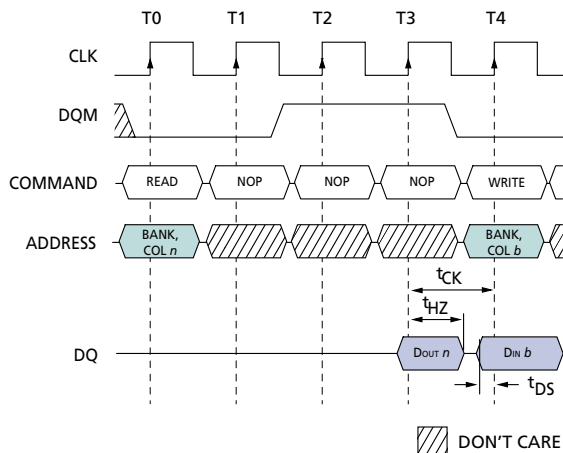 T0 T1 T2 T3 T4
CLK
DQM
COMMAND READ NOP NOP NOP WRITE
ADDRESS BANK, COL n BANK, COL b
tCK
tHZ
DQ DOUT n DIN b
tDS
DON'T CARE